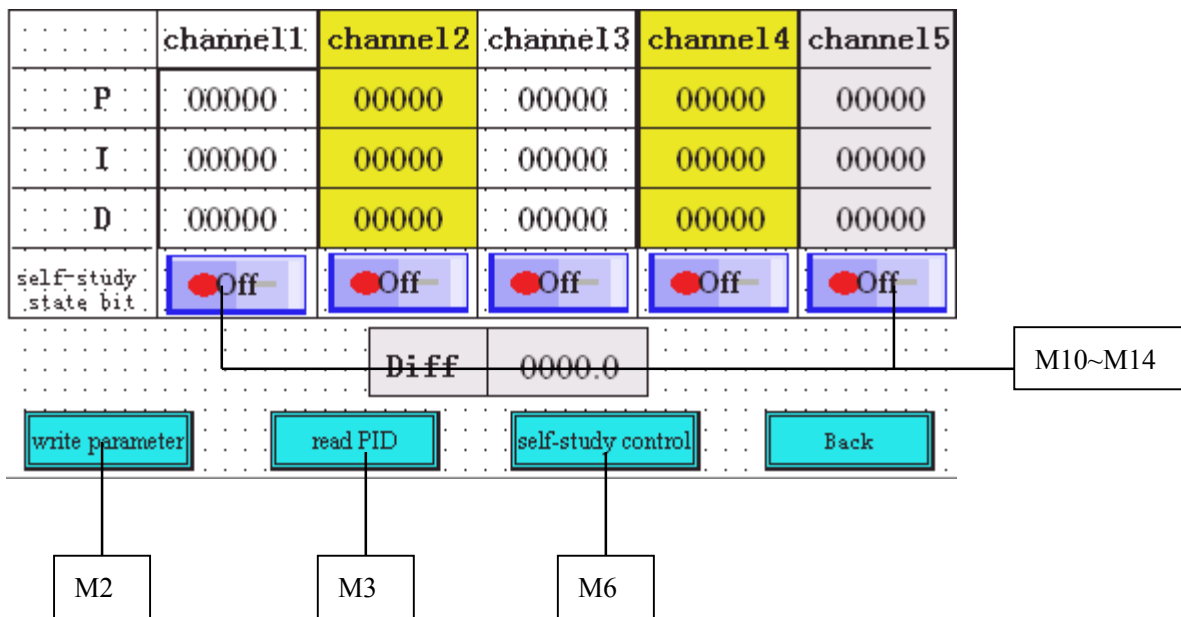 channel1 channel2 channel3 channel4 channel5
P 00000 00000 00000 00000 00000
I 00000 00000 00000 00000 00000
D 00000 00000 00000 00000 00000
self-study
state bit
Off Off Off Off Off
Diff 0000.0
M10~M14
write parameter read PID self-study control Back
M2 M3 M6